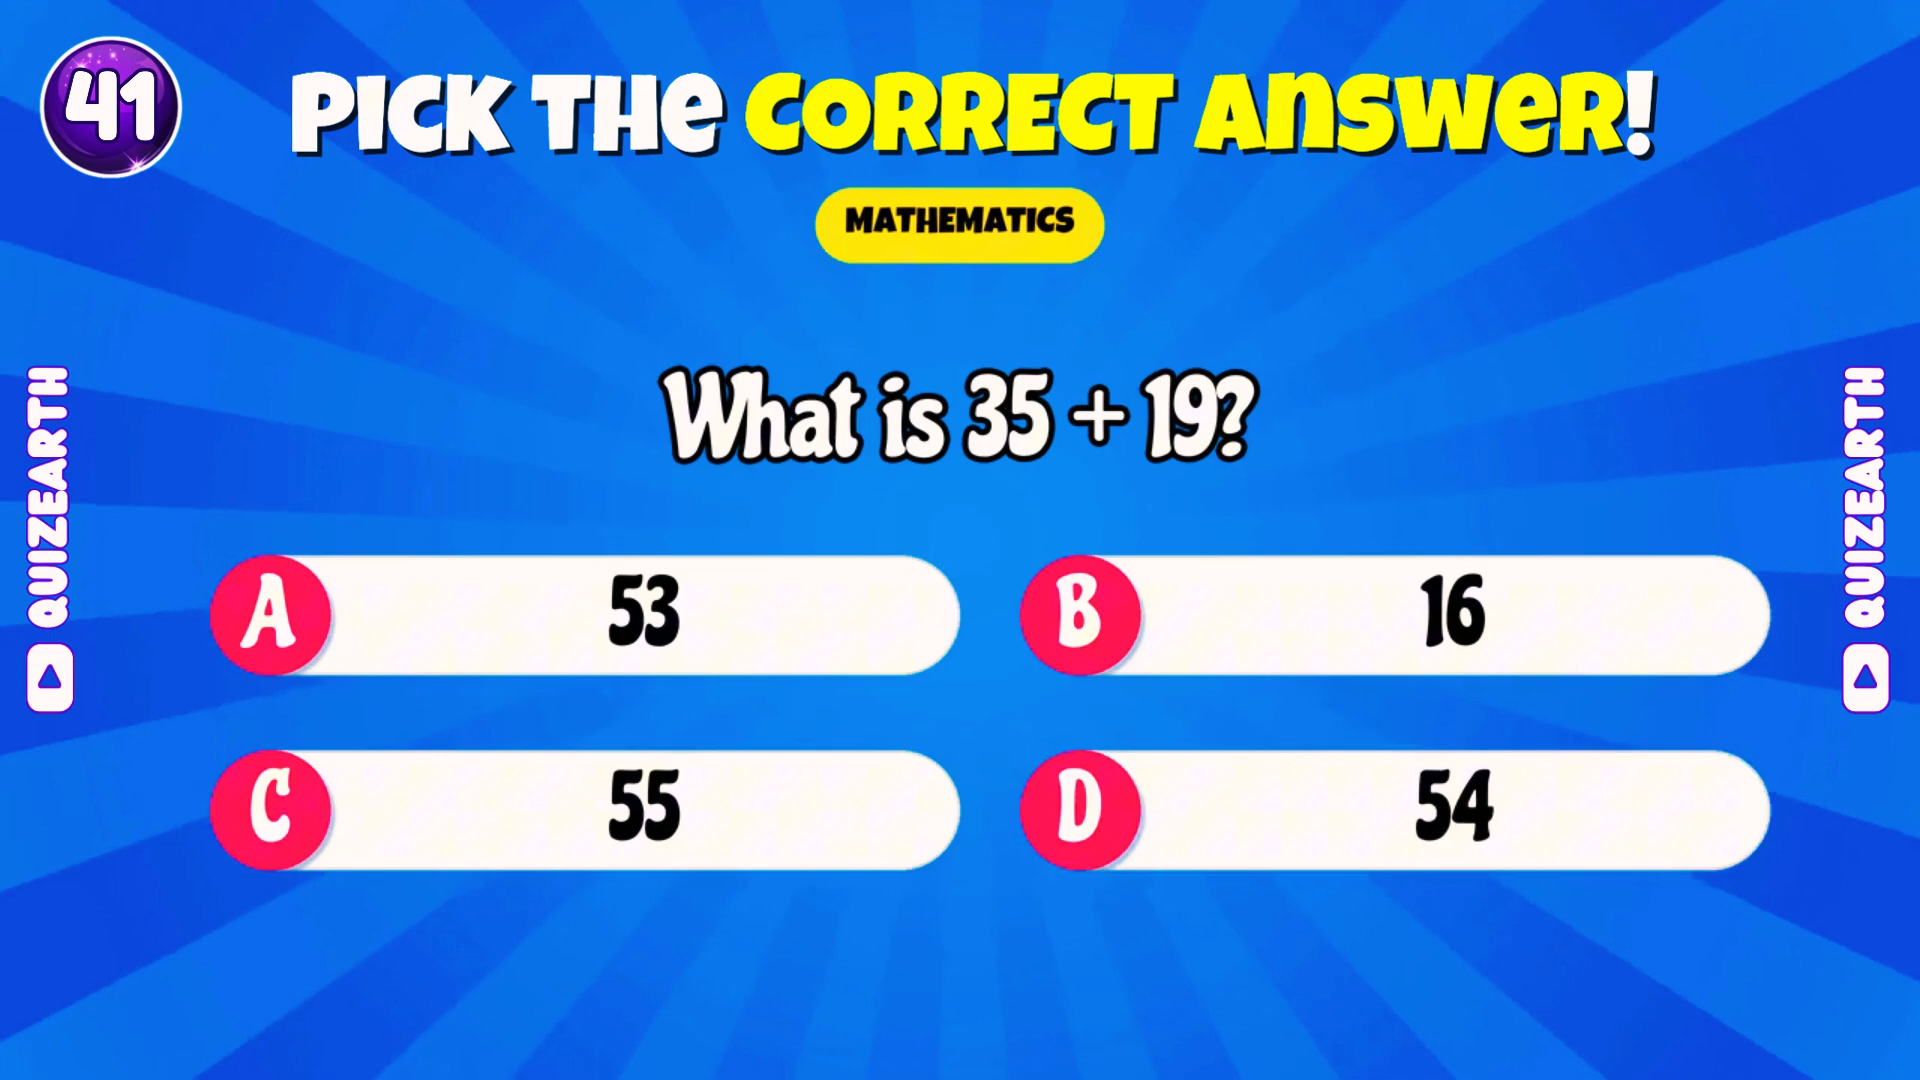 41
PICK THE CORRECT ANSWER!
MATHEMATICS
What is 35 + 19?
QUIZEARTH
QUIZEARTH
A 53
B 16
C 55
D 54